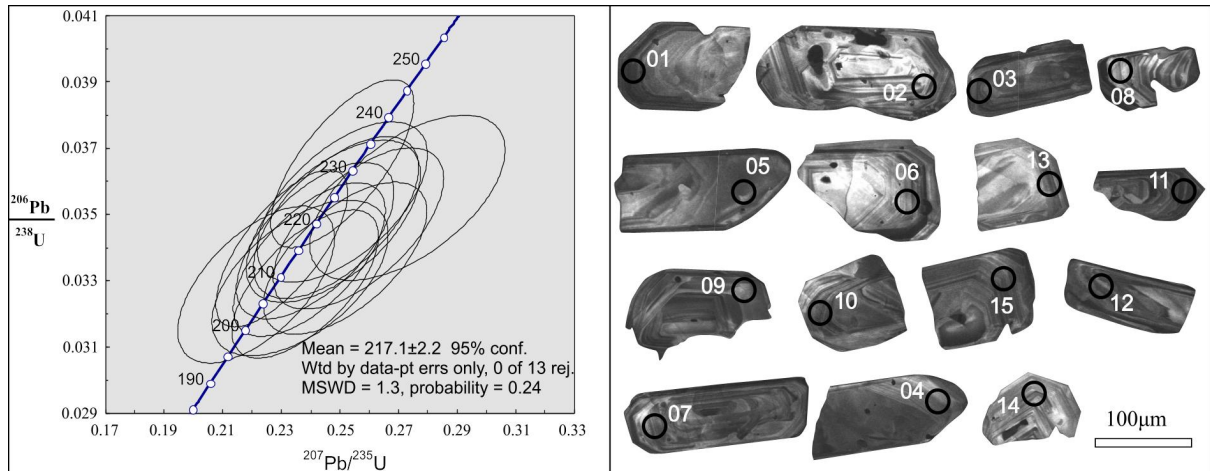 0.041
0.039
0.037
0.035
0.033
0.031
0.029
206Pb
238U
250
240
230
220
210
200
190
Mean = 217.1±2.2 95% conf.
Wtd by data-pt errs only, 0 of 13 rej.
MSWD = 1.3, probability = 0.24
0.17 0.19 0.21 0.23 0.25 0.27 0.29 0.31 0.33
207Pb/235U
01 02 03 08
05 06 13 11
09 10 15 12
07 04 14
100μm